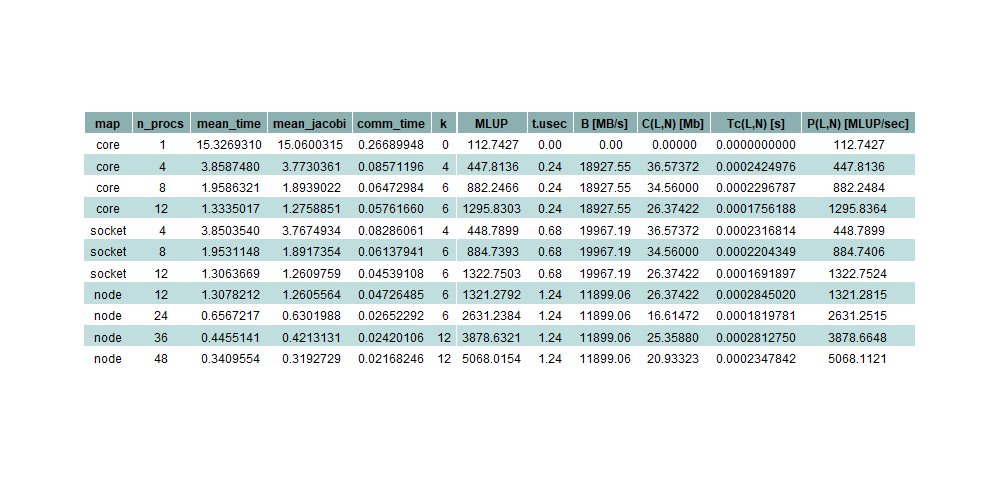 map n_procs mean_time mean_jacobi comm_time k MLUP t.usec B [MB/s] C(L,N) [Mb] Tc(L,N) [s] P(L,N) [MLUP/sec]
core 1 15.3269310 15.0600315 0.26689948 0 112.7427 0.00 0.00 0.00000 0.0000000000 112.7427
core 4 3.8587480 3.7730361 0.08571196 4 447.8136 0.24 18927.55 36.57372 0.0002424976 447.8136
core 8 1.9586321 1.8939022 0.06472984 6 882.2466 0.24 18927.55 34.56000 0.0002296787 882.2484
core 12 1.3335017 1.2758851 0.05761660 6 1295.8303 0.24 18927.55 26.37422 0.0001756188 1295.8364
socket 4 3.8503540 3.7674934 0.08286061 4 448.7899 0.68 19967.19 36.57372 0.0002316814 448.7899
socket 8 1.9531148 1.8917354 0.06137941 6 884.7393 0.68 19967.19 34.56000 0.0002204349 884.7406
socket 12 1.3063669 1.2609759 0.04539108 6 1322.7503 0.68 19967.19 26.37422 0.0001691897 1322.7524
node 12 1.3078212 1.2605564 0.04726485 6 1321.2792 1.24 11899.06 26.37422 0.0002845020 1321.2815
node 24 0.6567217 0.6301988 0.02652292 6 2631.2384 1.24 11899.06 16.61472 0.0001819781 2631.2515
node 36 0.4455141 0.4213131 0.02420106 12 3878.6321 1.24 11899.06 25.35880 0.0002812750 3878.6648
node 48 0.3409554 0.3192729 0.02168246 12 5068.0154 1.24 11899.06 20.93323 0.0002347842 5068.1121